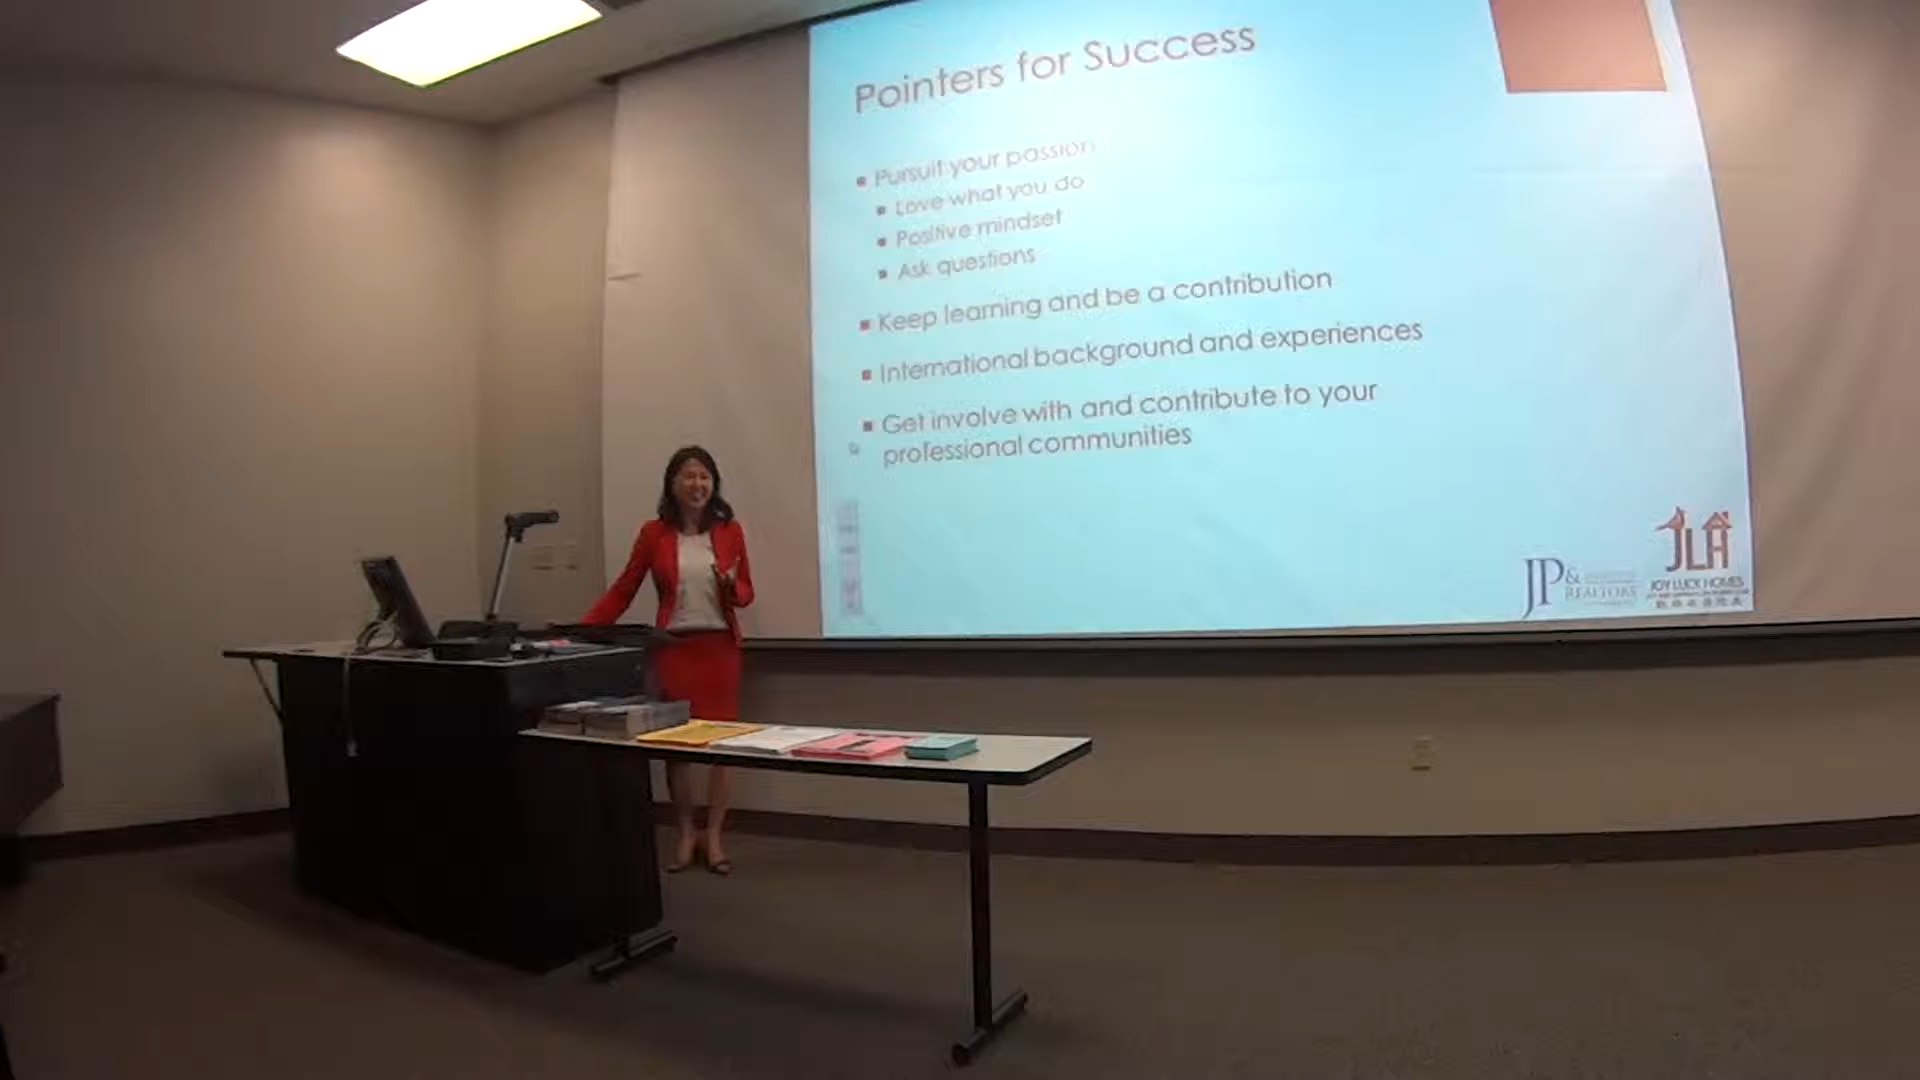 Pointers for Success
Pursuit your passion
Love what you do
Positive mindset
Ask questions
Keep learning and be a contribution
International background and experiences
Get involve with and contribute to your
professional communities
JP&
REALTORS
JLH
JOY LUCK HOMES